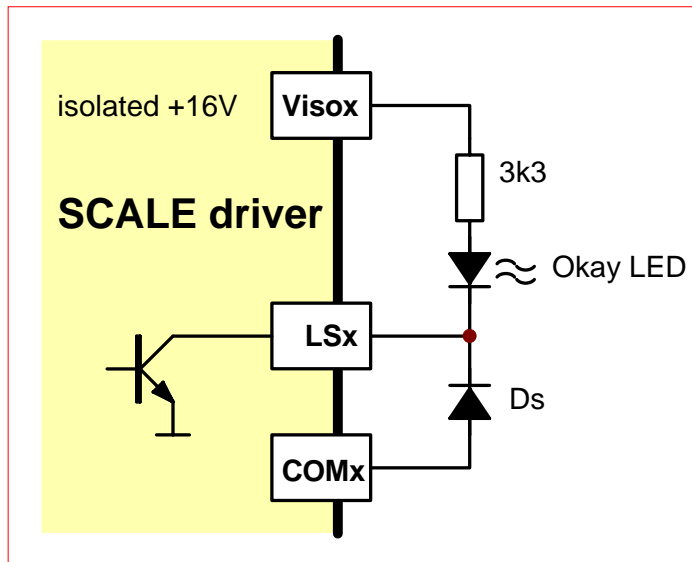 isolated +16V
Visox
3k3
SCALE driver
Okay LED
LSx
Ds
COMx